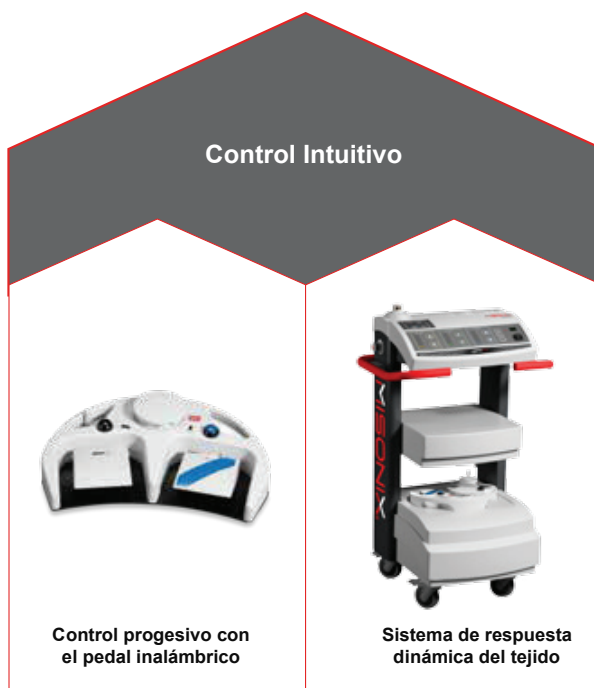 Control Intuitivo
MISONIX
Control progesivo con
el pedal inalámbrico
Sistema de respuesta
dinámica del tejido